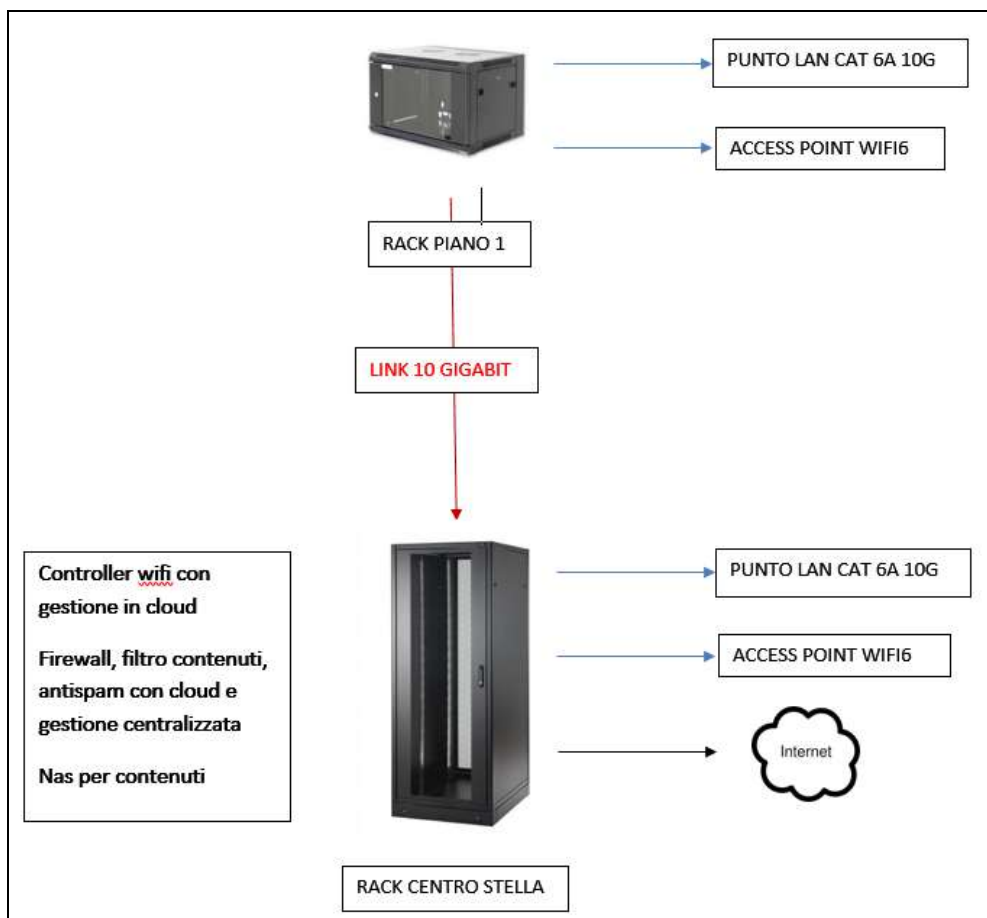 PUNTO LAN CAT 6A 10G
ACCESS POINT WIFI6
RACK PIANO 1
LINK 10 GIGABIT
Controller wifi con
gestione in cloud
Firewall, filtro contenuti,
antispam con cloud e
gestione centralizzata
Nas per contenuti
PUNTO LAN CAT 6A 10G
ACCESS POINT WIFI6
Internet
RACK CENTRO STELLA